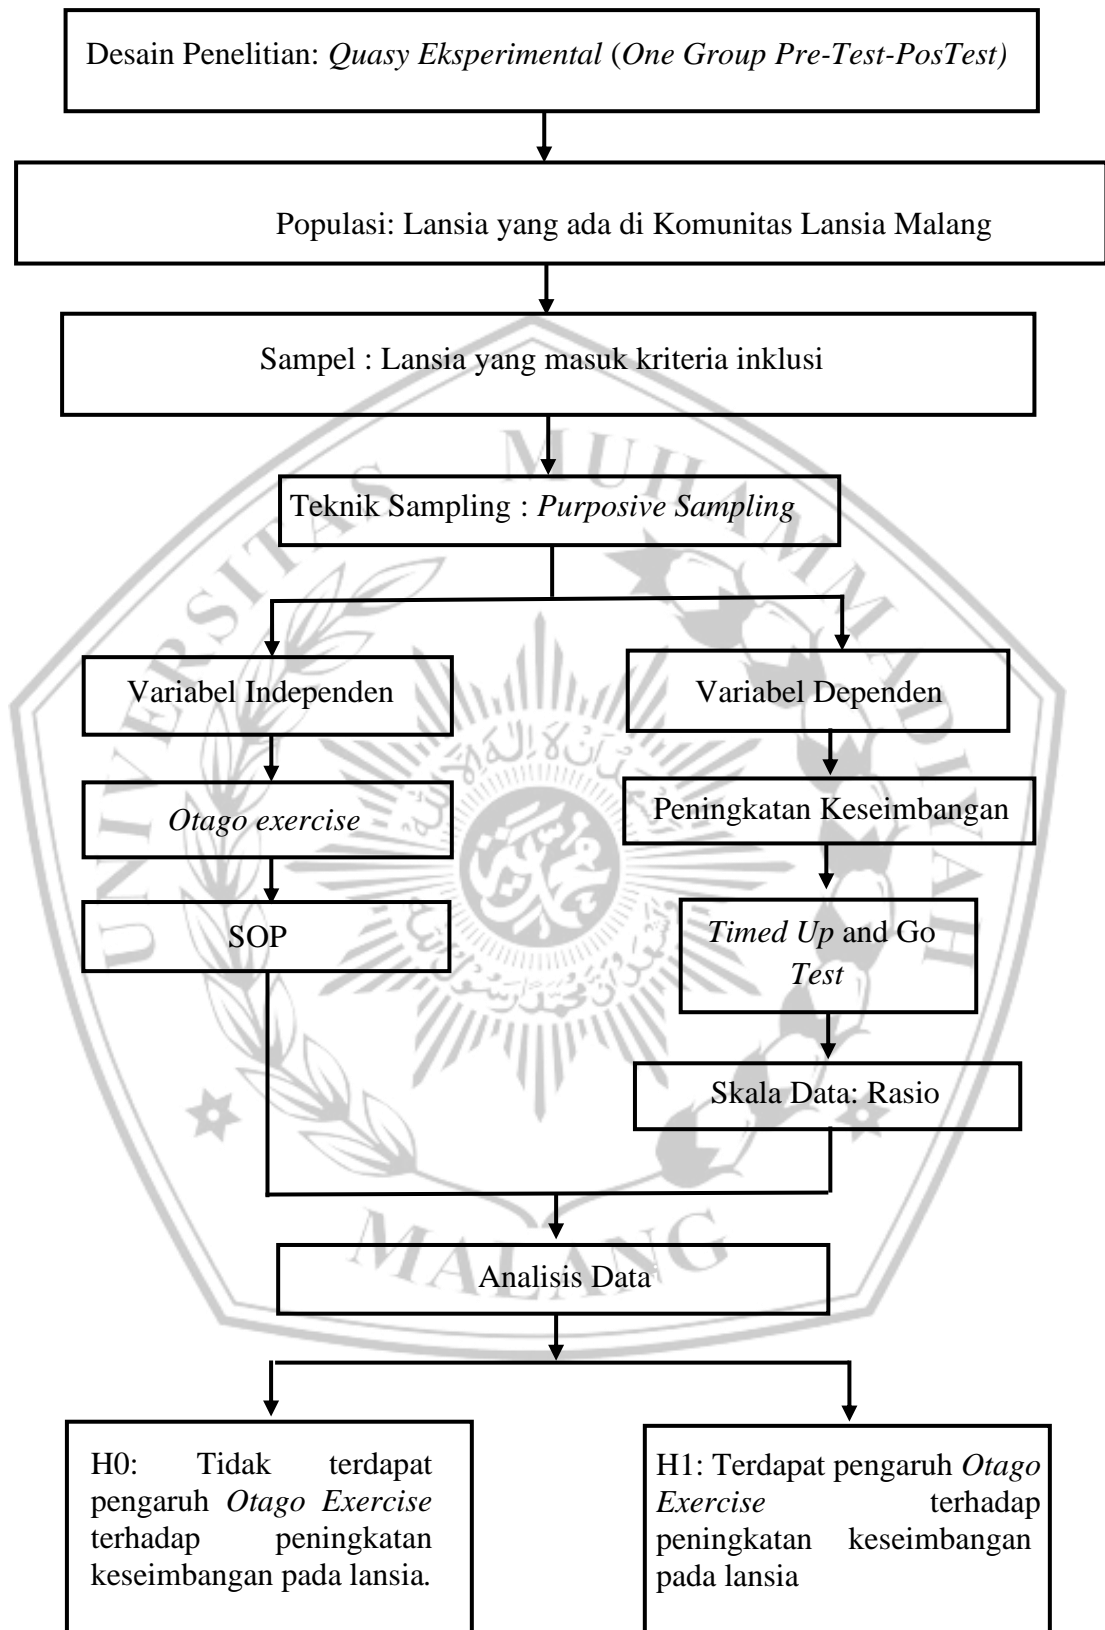 Desain Penelitian: Quasy Eksperimental (One Group Pre-Test-PosTest)
Populasi: Lansia yang ada di Komunitas Lansia Malang
Sampel : Lansia yang masuk kriteria inklusi
Teknik Sampling : Purposive Sampling
Variabel Independen
Variabel Dependen
Otago exercise
Peningkatan Keseimbangan
SOP
Timed Up and Go
Test
Skala Data: Rasio
Analisis Data
H0: Tidak terdapat
pengaruh Otago Exercise
terhadap peningkatan
keseimbangan pada lansia.
H1: Terdapat pengaruh Otago
Exercise terhadap
peningkatan keseimbangan
pada lansia
UNIVERSITAS MUHAMMADIYAH
MALANG